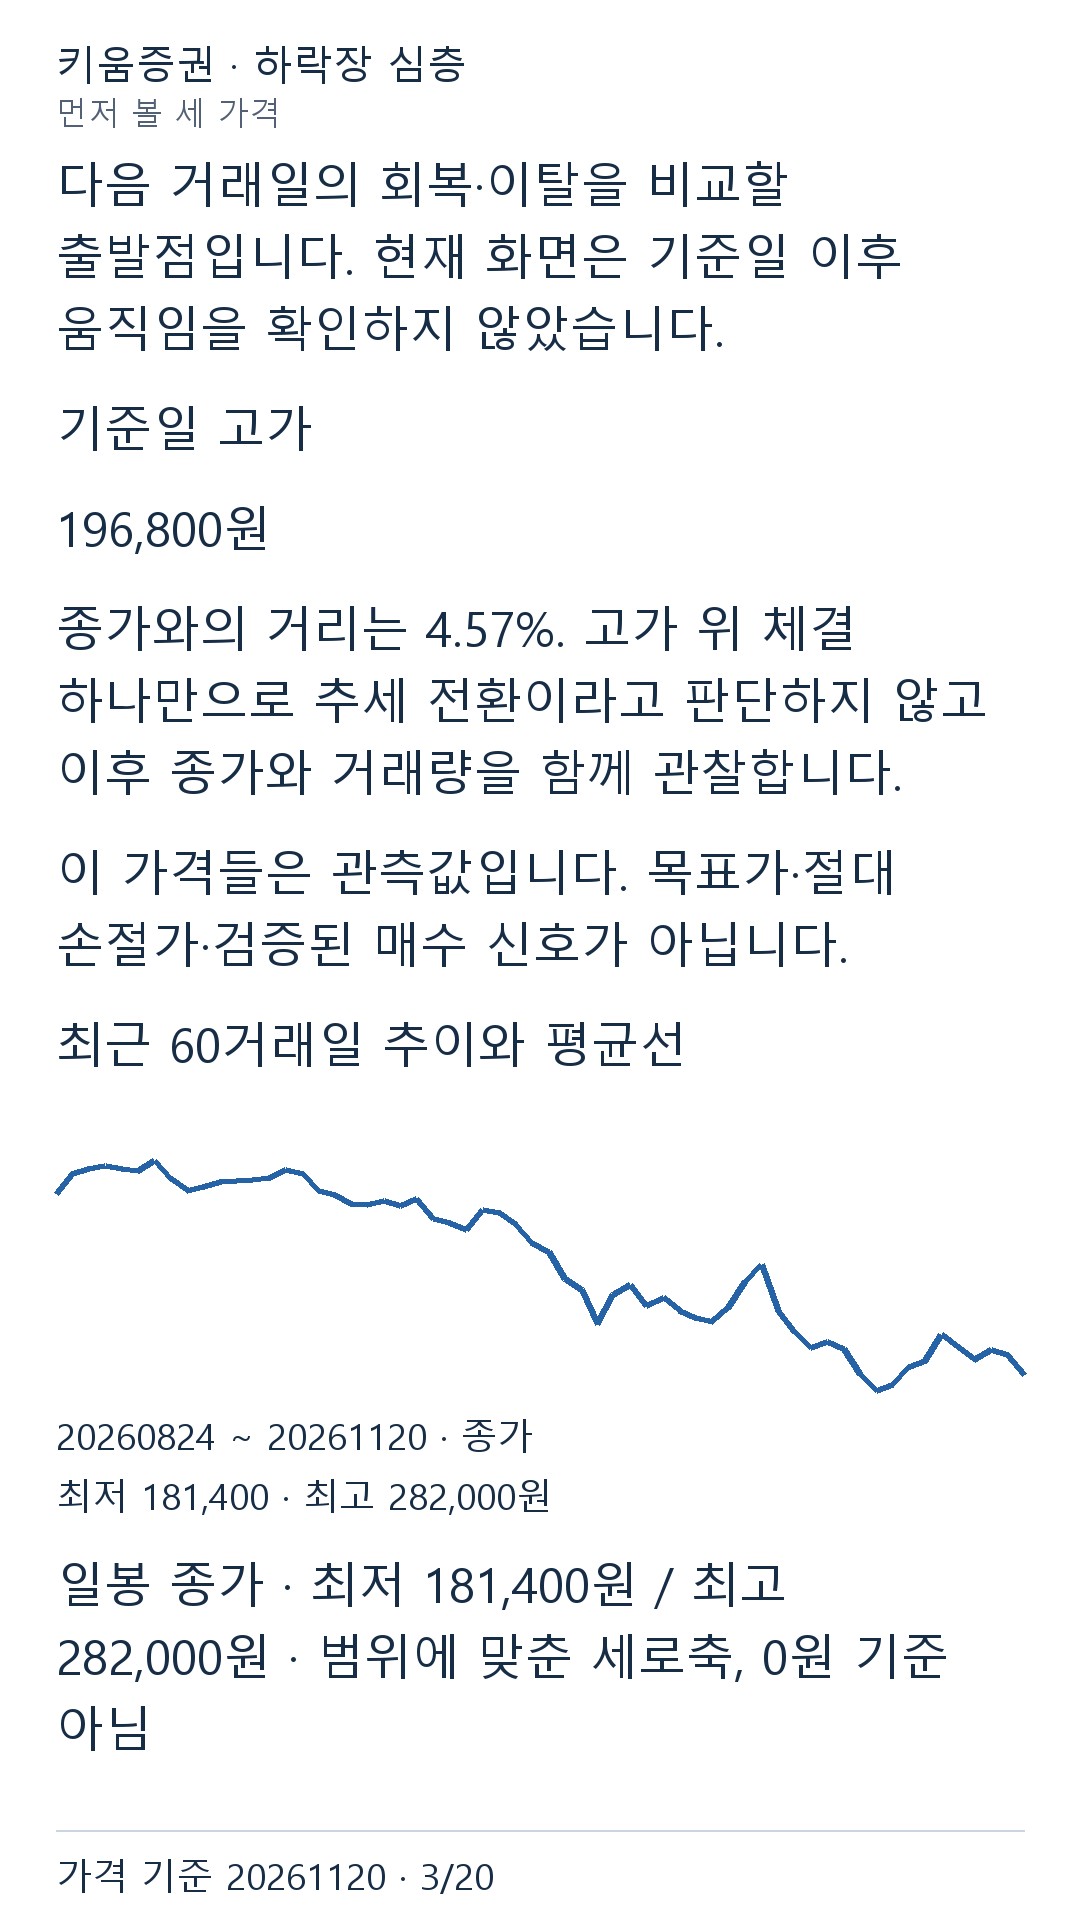 키움증권 · 하락장 심층
먼저 볼 세 가격
다음 거래일의 회복·이탈을 비교할
출발점입니다. 현재 화면은 기준일 이후
움직임을 확인하지 않았습니다.
기준일 고가
196,800원
종가와의 거리는 4.57%. 고가 위 체결
하나만으로 추세 전환이라고 판단하지 않고
이후 종가와 거래량을 함께 관찰합니다.
이 가격들은 관측값입니다. 목표가·절대
손절가·검증된 매수 신호가 아닙니다.
최근 60거래일 추이와 평균선
20260824 ~ 20261120 · 종가
최저 181,400 · 최고 282,000원
일봉 종가 · 최저 181,400원 / 최고
282,000원 · 범위에 맞춘 세로축, 0원 기준
아님
가격 기준 20261120 · 3/20